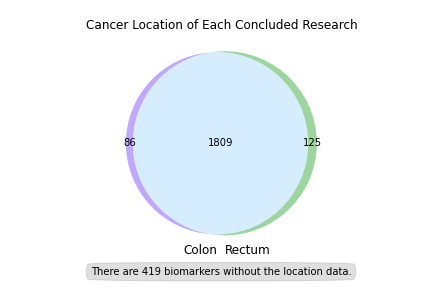 Cancer Location of Each Concluded Research
86 1809 125
Colon Rectum
There are 419 biomarkers without the location data.